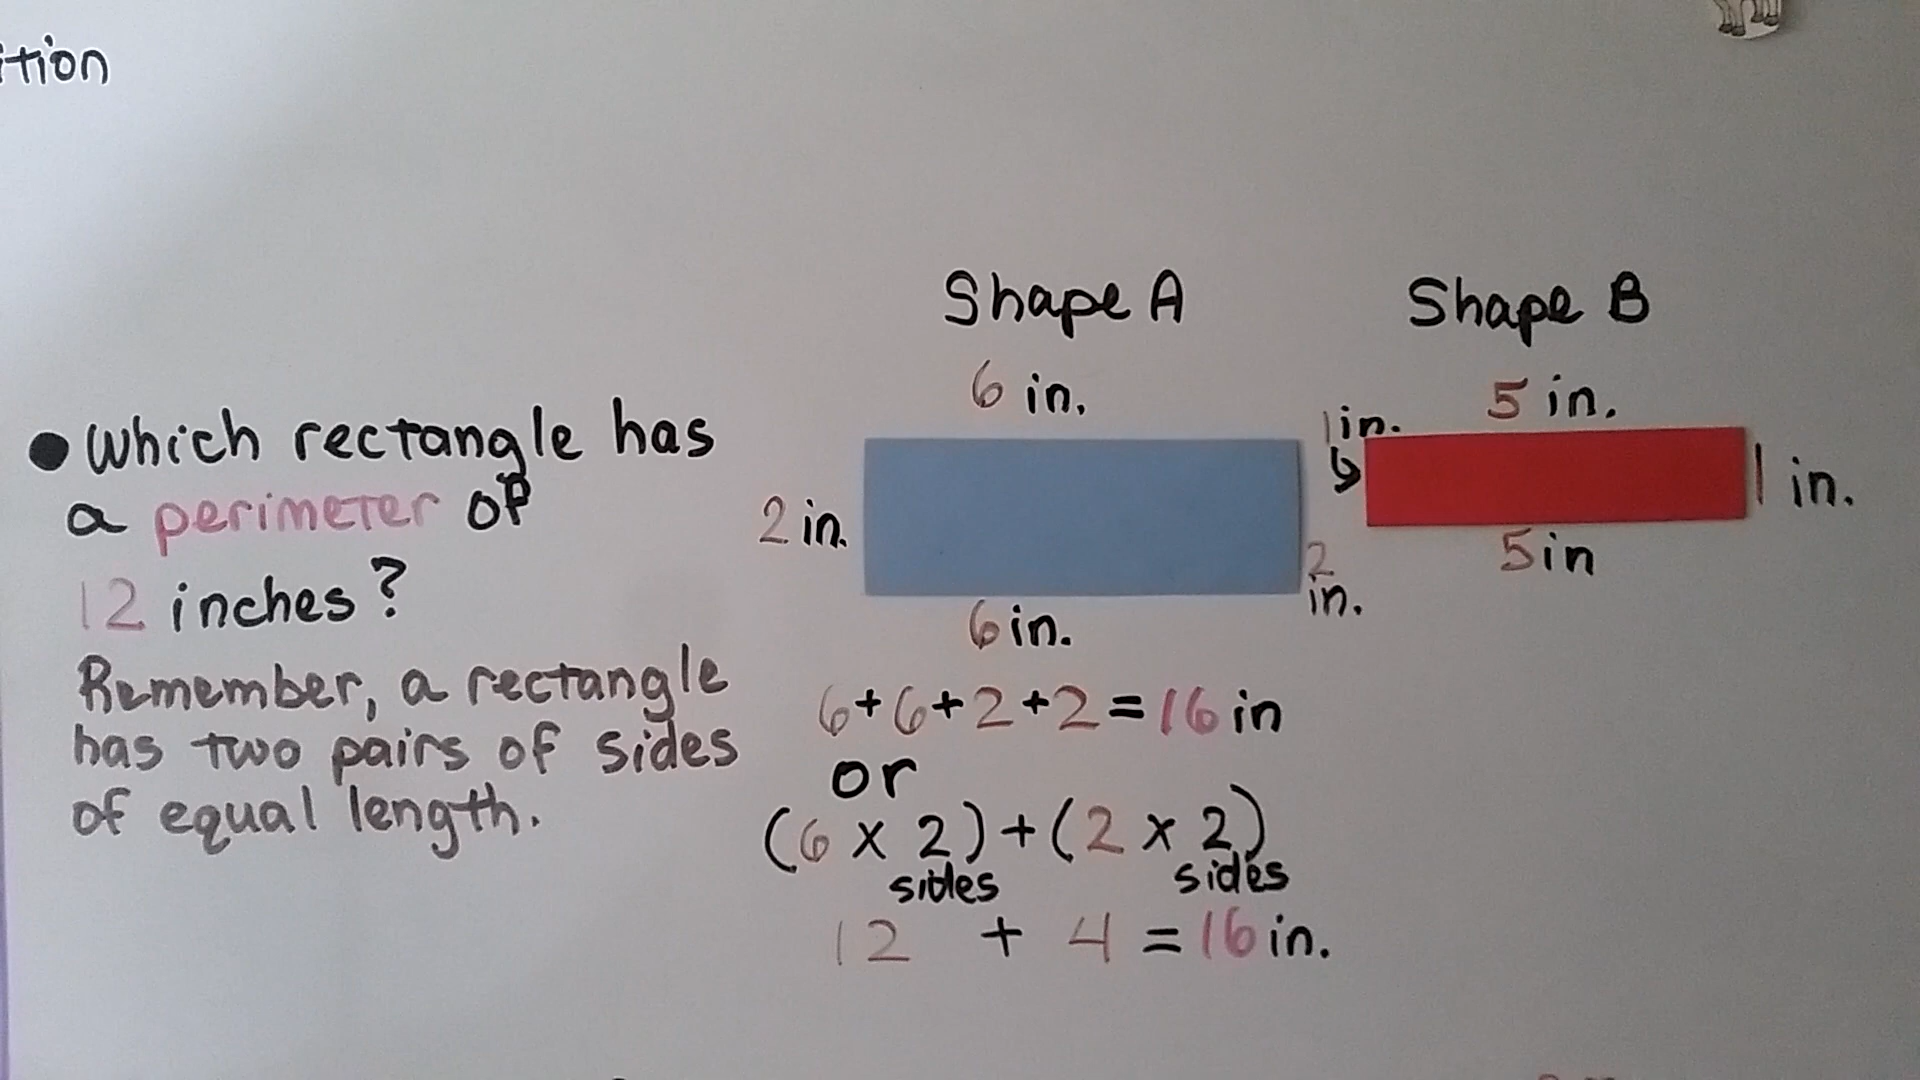 ition
● Which rectangle has
a perimeter of
12 inches?
Remember, a rectangle
has two pairs of sides
of equal length.
Shape A
6 in.
2 in.
2
in.
6 in.
6+6+2+2=16 in
or
(6 x 2)+(2 x 2)
sides sides
12 + 4 = 16 in.
Shape B
5 in.
1 in.
1 in.
5 in